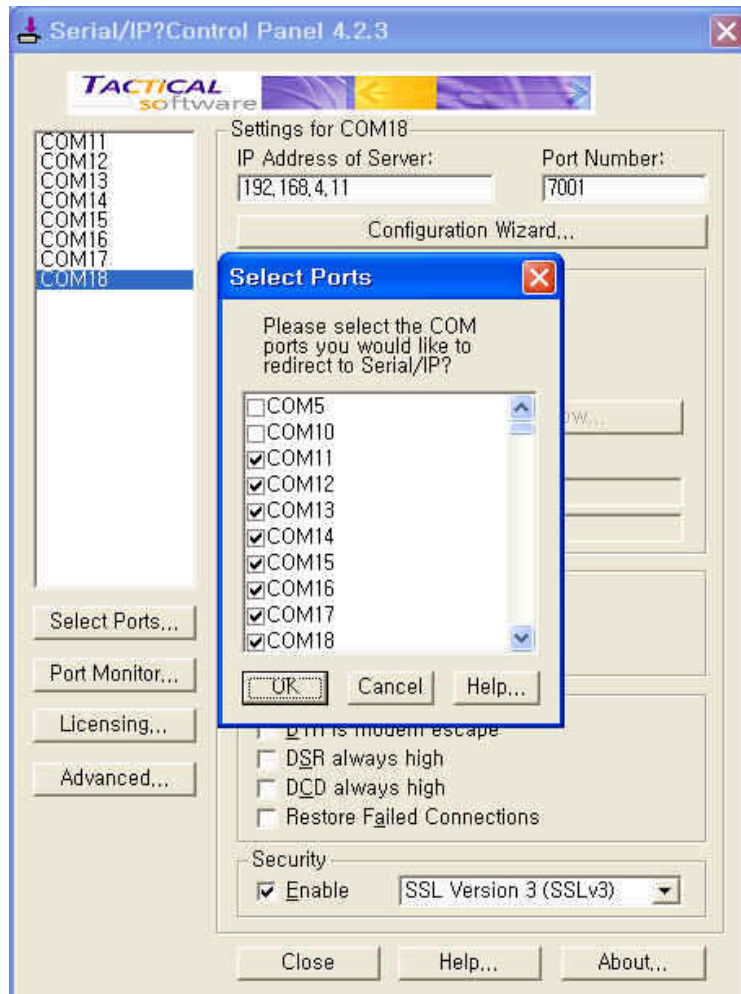 Serial/IP?Control Panel 4.2.3
TACTICAL
software
COM11
COM12
COM13
COM14
COM15
COM16
COM17
COM18
Settings for COM18
IP Address of Server:
Port Number:
192,168,4,11
7001
Configuration Wizard,,,
Select Ports
Please select the COM
ports you would like to
redirect to Serial/IP?
COM5
COM10
COM11
COM12
COM13
COM14
COM15
COM16
COM17
COM18
OK
Cancel
Help,,,
Select Ports,,,
Port Monitor,,,
Licensing,,,
Advanced,,,
DTR is modem escape
DSR always high
DCD always high
Restore Failed Connections
Security
Enable
SSL Version 3 (SSLv3)
Close
Help,,,
About,,,